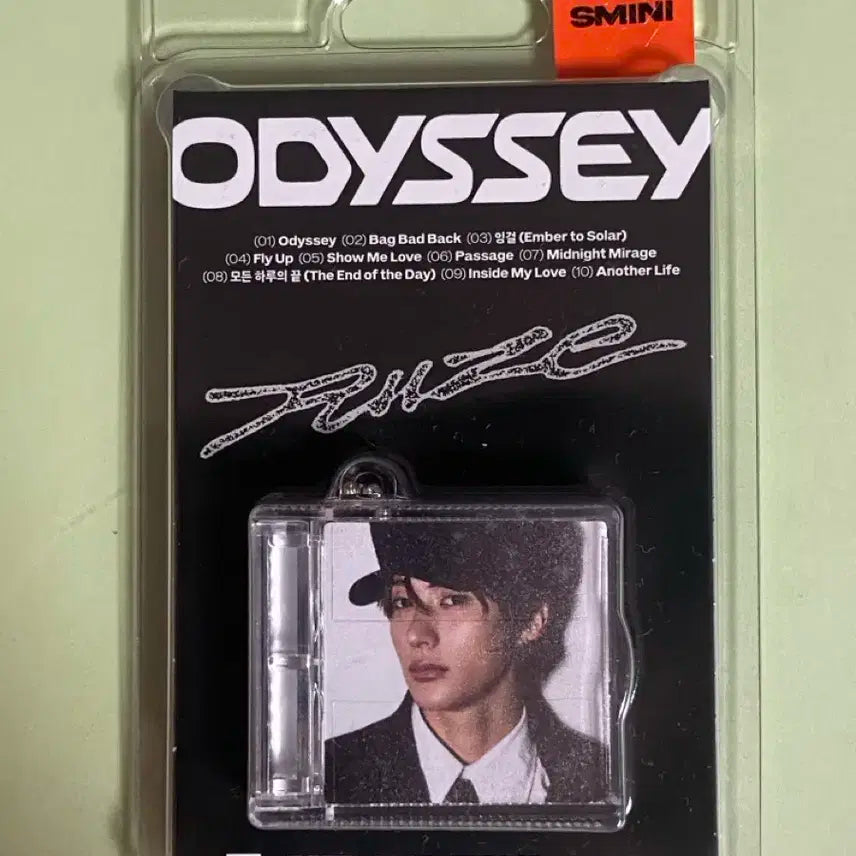 SMINI
ODYSSEY
(01) Odyssey (02) Bag Bad Back (03) 잉걸 (Ember to Solar)
(04) Fly Up (05) Show Me Love (06) Passage (07) Midnight Mirage
(08) 모든 하루의 끝 (The End of the Day) (09) Inside My Love (10) Another Life
RIIZE